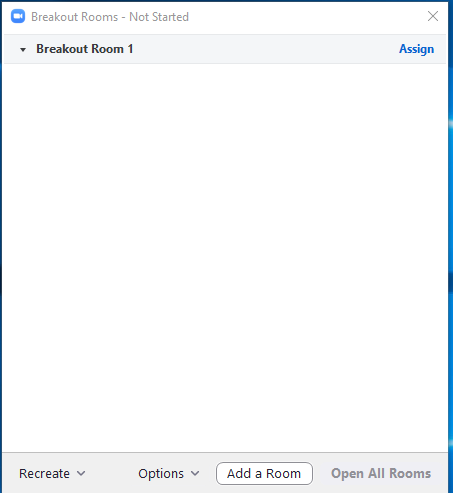 Breakout Rooms - Not Started
Breakout Room 1 Assign
Recreate Options Add a Room Open All Rooms